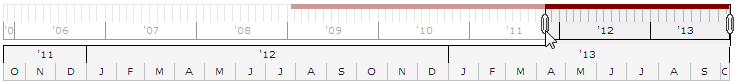 '0 '06 '07 '08 '09 '10 '11 '12 '13
'11 '12 '13
O N D J F M A M J J A S O N D J F M A M J J A S O